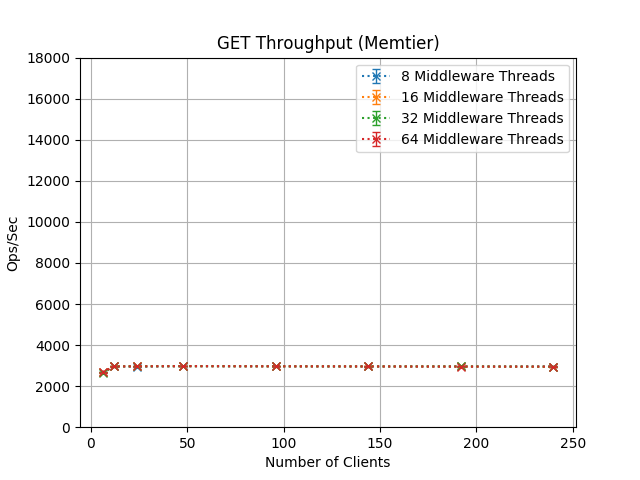 GET Throughput (Memtier)
18000
16000
14000
12000
10000
8000
6000
4000
2000
0
Ops/Sec
8 Middleware Threads
16 Middleware Threads
32 Middleware Threads
64 Middleware Threads
0 50 100 150 200 250
Number of Clients